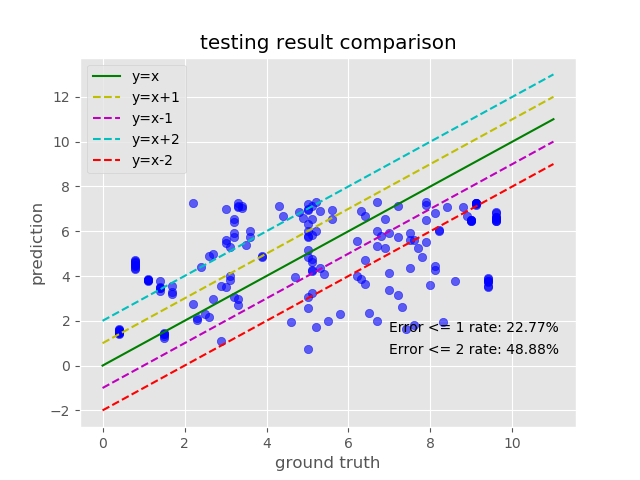 testing result comparison
y=x
y=x+1
y=x-1
y=x+2
y=x-2
12
10
8
6
4
2
0
−2
prediction
Error <= 1 rate: 22.77%
Error <= 2 rate: 48.88%
0 2 4 6 8 10
ground truth